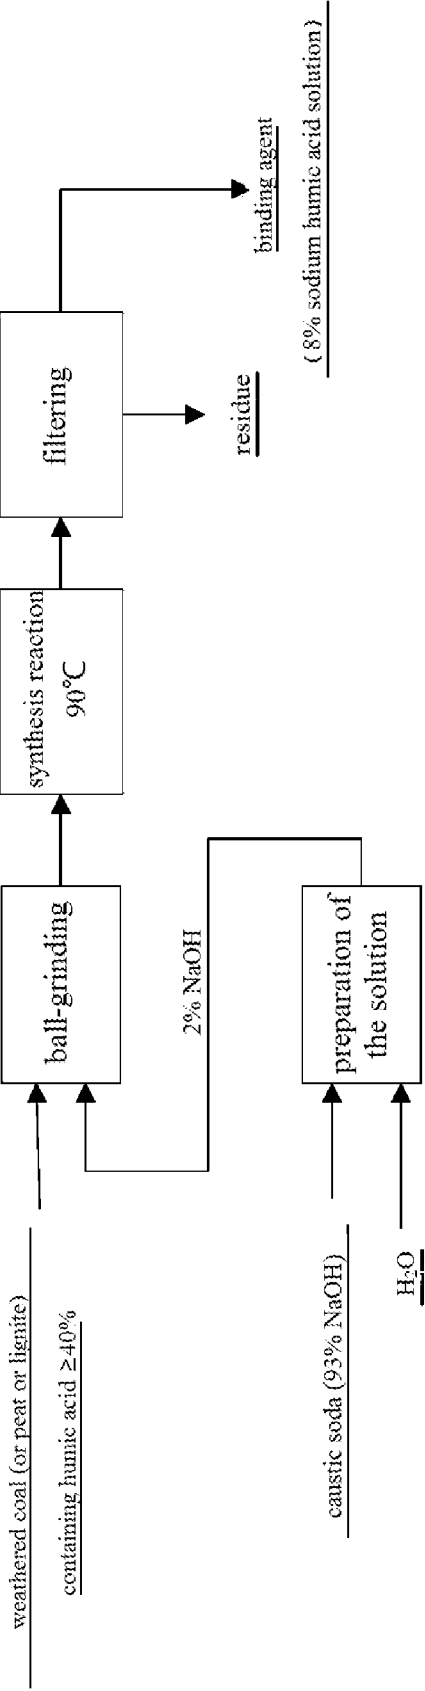 weathered coal (or peat or lignite)
containing humic acid ≥40%
ball-grinding
synthesis reaction
90℃
filtering
residue
binding agent
( 8% sodium humic acid solution )
2% NaOH
caustic soda (93% NaOH)
H₂O
preparation of
the solution